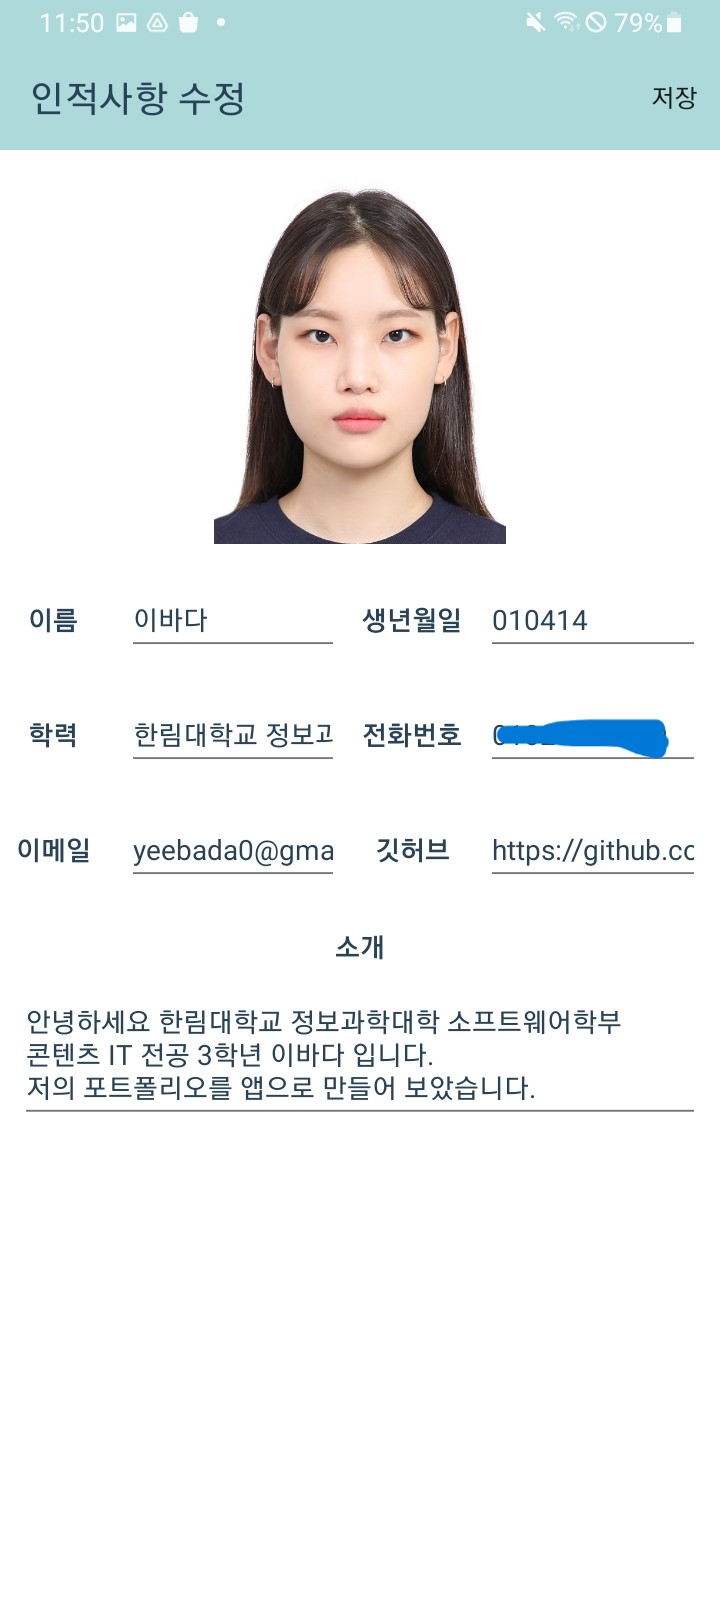 11:50 79%
인적사항 수정 저장
이름 이바다 생년월일 010414
학력 한림대학교 정보과 전화번호
이메일 yeebada0@gma 깃허브 https://github.co
소개
안녕하세요 한림대학교 정보과학대학 소프트웨어학부
콘텐츠 IT 전공 3학년 이바다 입니다.
저의 포트폴리오를 앱으로 만들어 보았습니다.